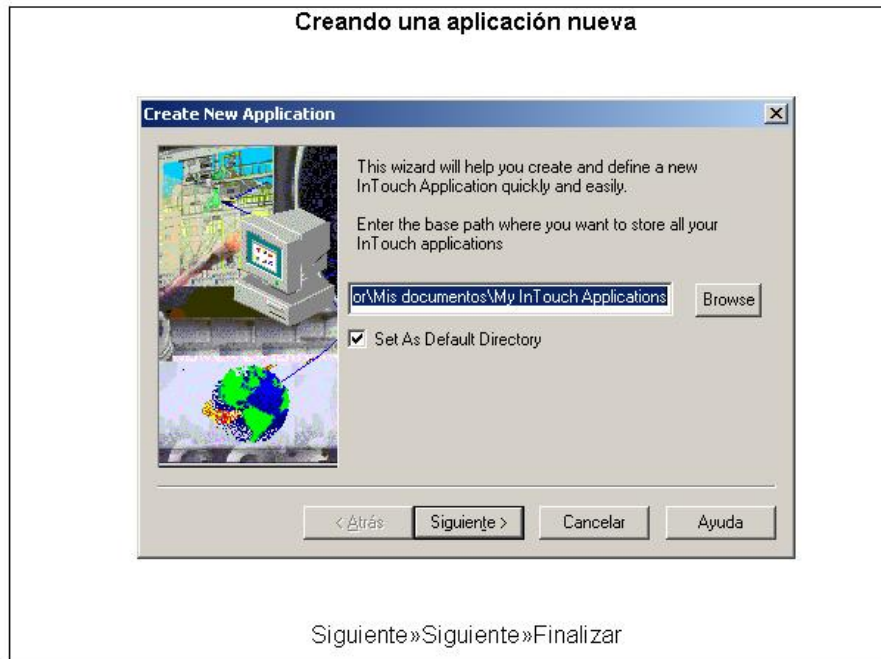 Creando una aplicación nueva
Create New Application
This wizard will help you create and define a new
InTouch Application quickly and easily.
Enter the base path where you want to store all your
InTouch applications
or\Mis documentos\My InTouch Applications
Browse
Set As Default Directory
< Atrás
Siguiente >
Cancelar
Ayuda
Siguiente»Siguiente»Finalizar